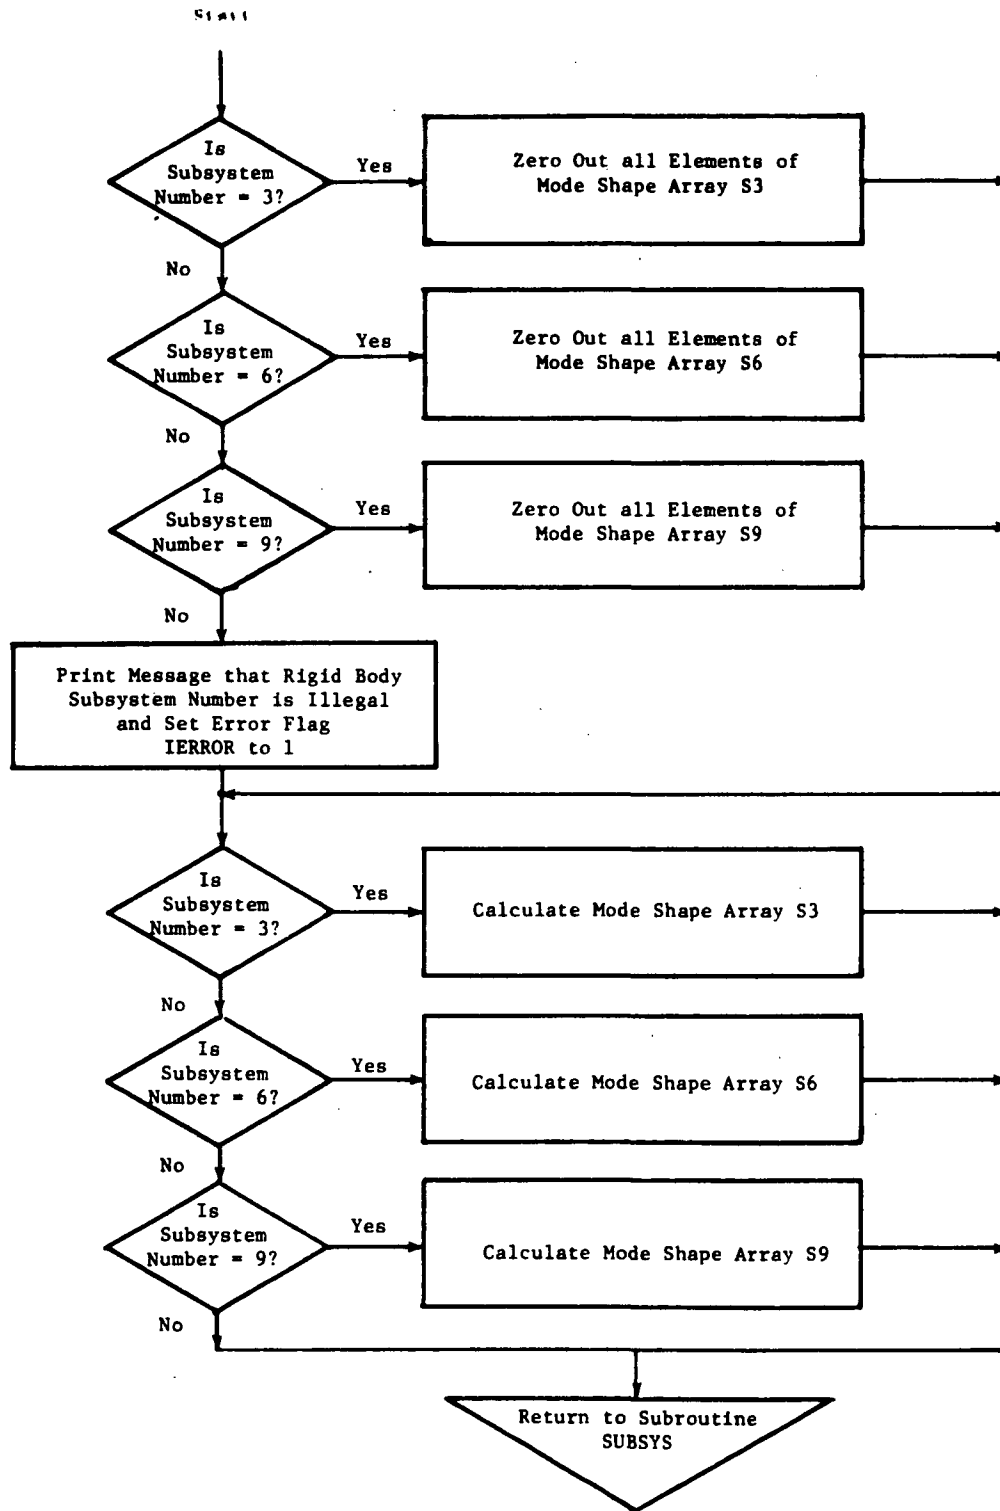 Start
Is
Subsystem
Number = 3?
Yes
Zero Out all Elements of
Mode Shape Array S3
No
Is
Subsystem
Number = 6?
Yes
Zero Out all Elements of
Mode Shape Array S6
No
Is
Subsystem
Number = 9?
Yes
Zero Out all Elements of
Mode Shape Array S9
No
Print Message that Rigid Body
Subsystem Number is Illegal
and Set Error Flag
IERROR to 1
Is
Subsystem
Number = 3?
Yes
Calculate Mode Shape Array S3
No
Is
Subsystem
Number = 6?
Yes
Calculate Mode Shape Array S6
No
Is
Subsystem
Number = 9?
Yes
Calculate Mode Shape Array S9
No
Return to Subroutine
SUBSYS